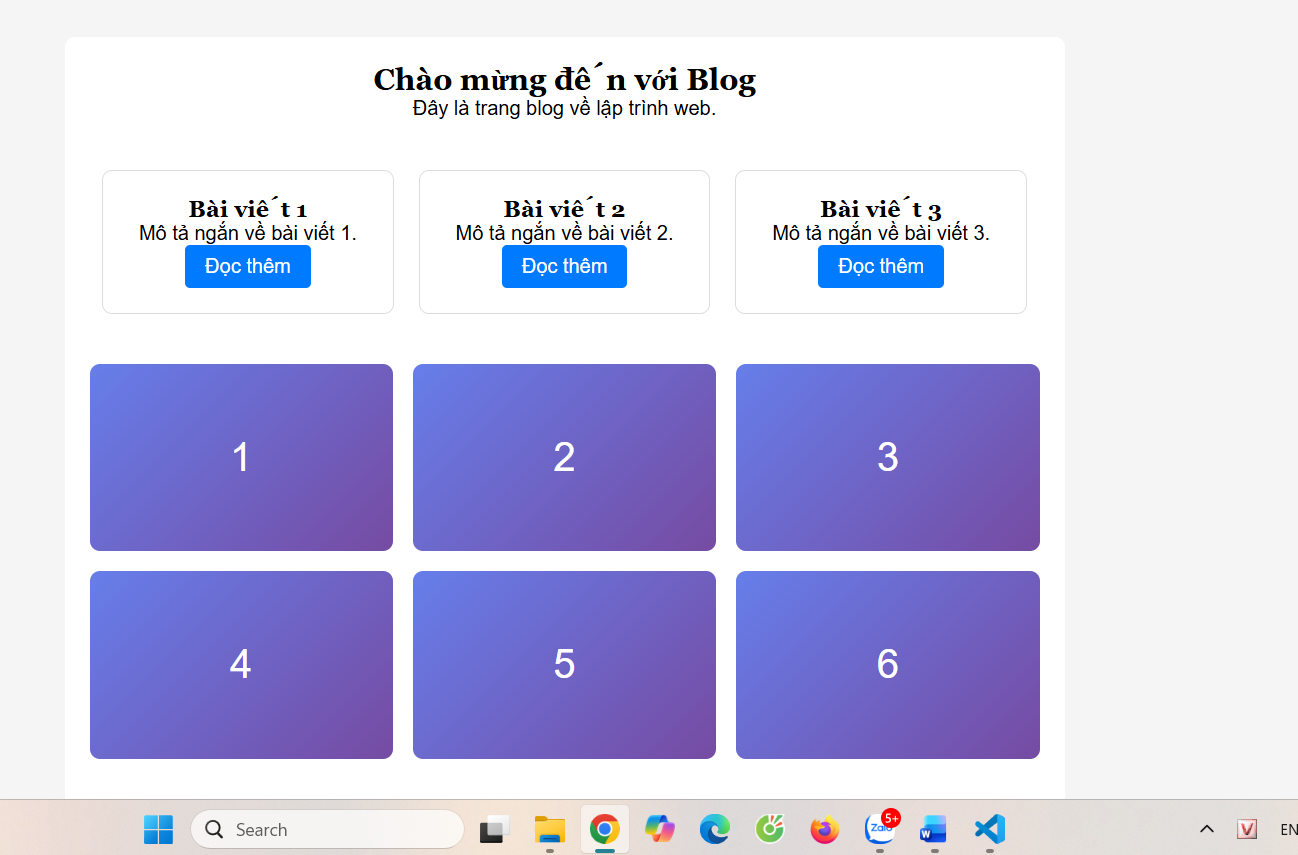 Chào mừng đến với Blog
Đây là trang blog về lập trình web.
Bài viết 1
Mô tả ngắn về bài viết 1.
Đọc thêm
Bài viết 2
Mô tả ngắn về bài viết 2.
Đọc thêm
Bài viết 3
Mô tả ngắn về bài viết 3.
Đọc thêm
1
2
3
4
5
6
Search
Zalo
5+
W
V
EN